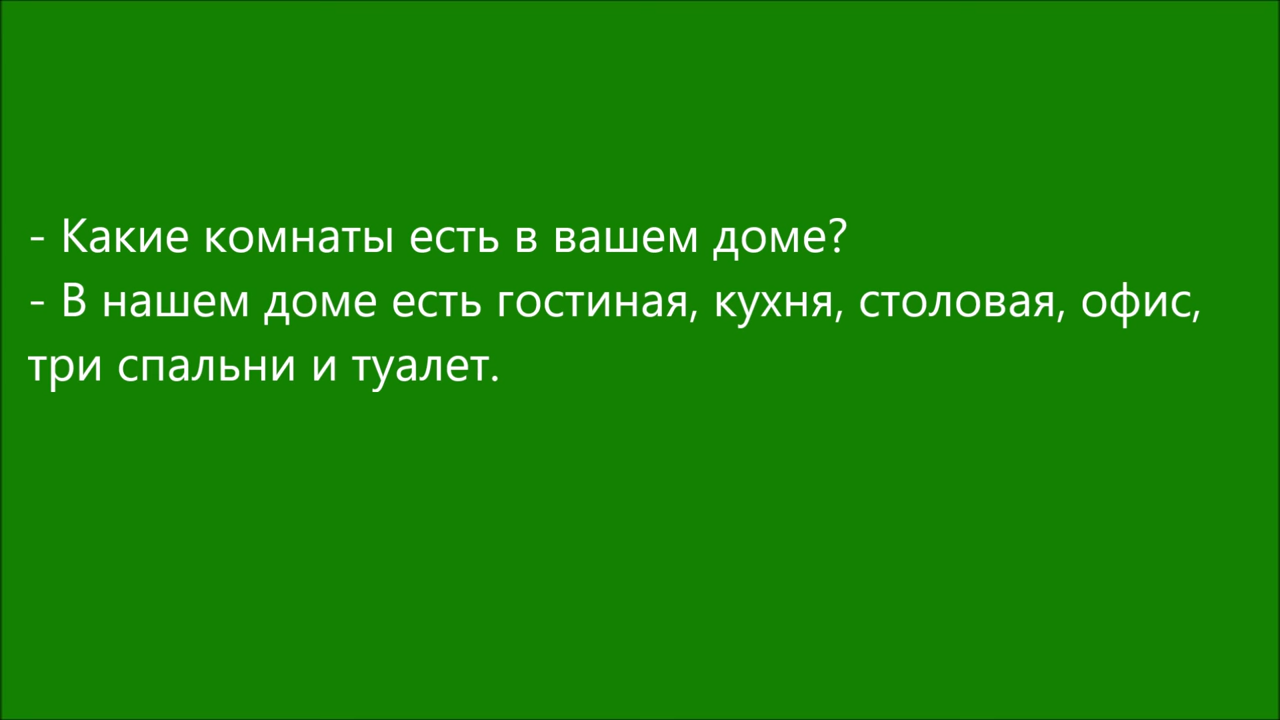 - Какие комнаты есть в вашем доме?
- В нашем доме есть гостиная, кухня, столовая, офис,
три спальни и туалет.